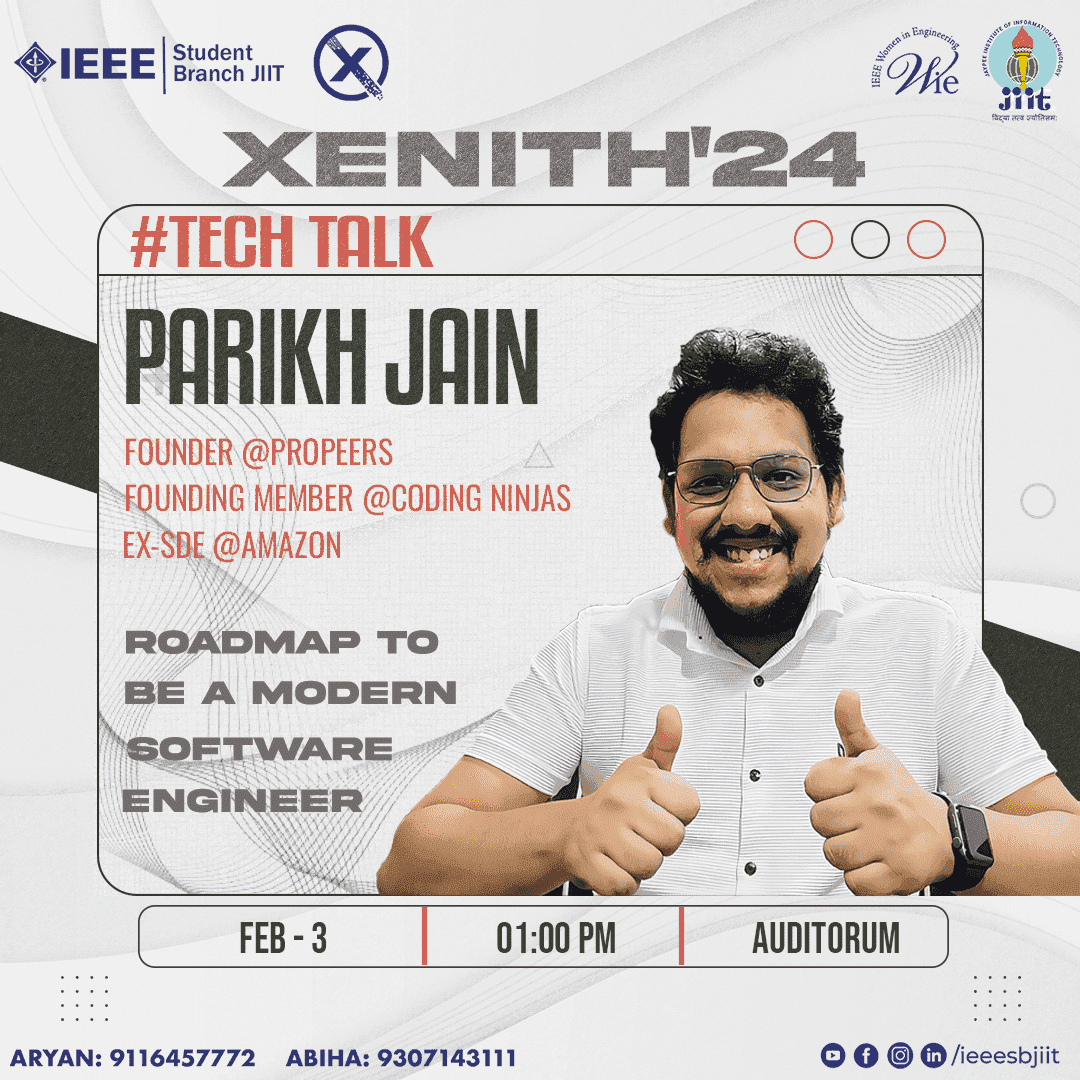 IEEE Student
Branch JIIT
X
IEEE Women in Engineering
WIE
JAYPEE INSTITUTE OF INFORMATION TECHNOLOGY
jiit
विद्या तत्व ज्योतिसमः
XENITH'24
#TECH TALK
PARIKH JAIN
FOUNDER @PROPEERS
FOUNDING MEMBER @CODING NINJAS
EX-SDE @AMAZON
ROADMAP TO
BE A MODERN
SOFTWARE
ENGINEER
FEB - 3
01:00 PM
AUDITORUM
ARYAN: 9116457772 ABIHA: 9307143111
/ieeesbjiit